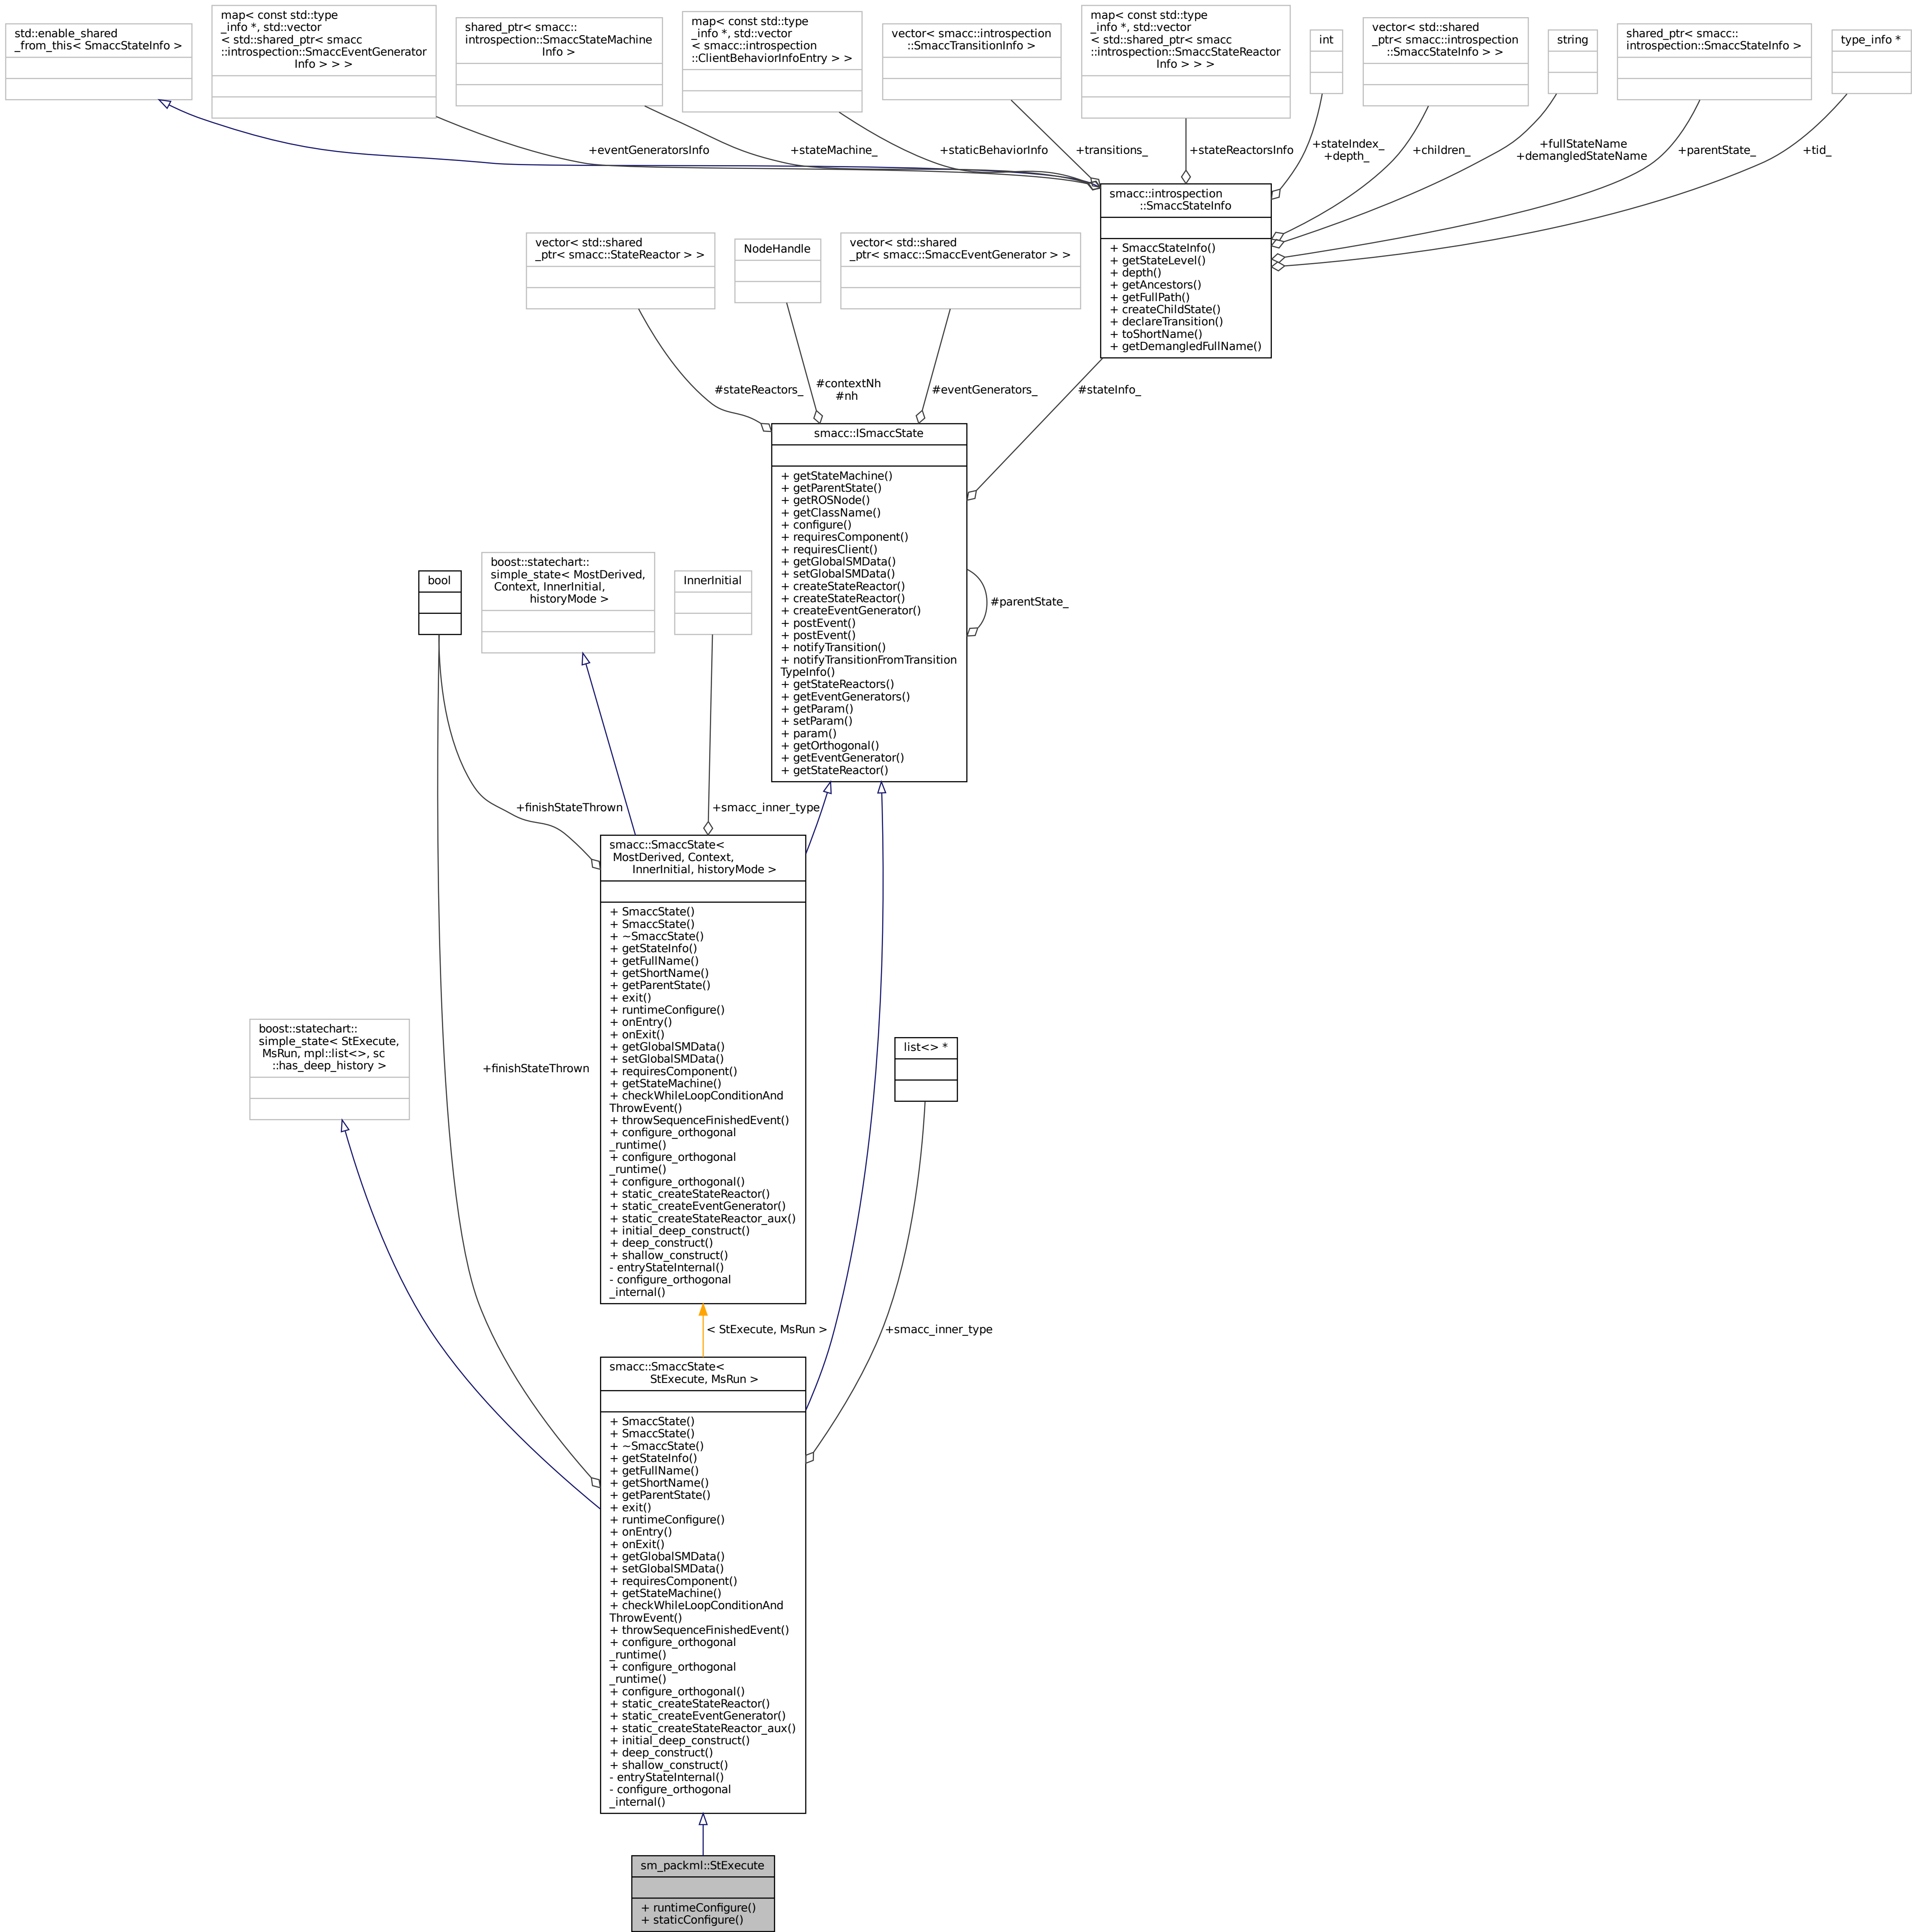 std::enable_shared
_from_this< SmaccStateInfo >
map< const std::type
_info *, std::vector
< std::shared_ptr< smacc
::introspection::SmaccEventGenerator
Info > > >
shared_ptr< smacc::
introspection::SmaccStateMachine
Info >
map< const std::type
_info *, std::vector
< smacc::introspection
::ClientBehaviorInfoEntry > >
vector< smacc::introspection
::SmaccTransitionInfo >
map< const std::type
_info *, std::vector
< std::shared_ptr< smacc
::introspection::SmaccStateReactor
Info > > >
int
vector< std::shared
_ptr< smacc::introspection
::SmaccStateInfo > >
string
shared_ptr< smacc::
introspection::SmaccStateInfo >
type_info *
+eventGeneratorsInfo
+stateMachine_
+staticBehaviorInfo
+transitions_
+stateReactorsInfo
+stateIndex_
+depth_
+children_
+fullStateName
+demangledStateName
+parentState_
+tid_
smacc::introspection
::SmaccStateInfo
+ SmaccStateInfo()
+ getStateLevel()
+ depth()
+ getAncestors()
+ getFullPath()
+ createChildState()
+ declareTransition()
+ toShortName()
+ getDemangledFullName()
vector< std::shared
_ptr< smacc::StateReactor > >
NodeHandle
vector< std::shared
_ptr< smacc::SmaccEventGenerator > >
#stateReactors_
#contextNh
#nh
#eventGenerators_
#stateInfo_
smacc::ISmaccState
+ getStateMachine()
+ getParentState()
+ getROSNode()
+ getClassName()
+ configure()
+ requiresComponent()
+ requiresClient()
+ getGlobalSMData()
+ setGlobalSMData()
+ createStateReactor()
+ createStateReactor()
+ createEventGenerator()
+ postEvent()
+ postEvent()
+ notifyTransition()
+ notifyTransitionFromTransition
TypeInfo()
+ getStateReactors()
+ getEventGenerators()
+ getParam()
+ setParam()
+ param()
+ getOrthogonal()
+ getEventGenerator()
+ getStateReactor()
#parentState_
bool
boost::statechart::
simple_state< MostDerived,
Context, InnerInitial,
historyMode >
InnerInitial
+finishStateThrown
+smacc_inner_type
smacc::SmaccState<
MostDerived, Context,
InnerInitial, historyMode >
+ SmaccState()
+ SmaccState()
+ ~SmaccState()
+ getStateInfo()
+ getFullName()
+ getShortName()
+ getParentState()
+ exit()
+ runtimeConfigure()
+ onEntry()
+ onExit()
+ getGlobalSMData()
+ setGlobalSMData()
+ requiresComponent()
+ getStateMachine()
+ checkWhileLoopConditionAnd
ThrowEvent()
+ throwSequenceFinishedEvent()
+ configure_orthogonal
_runtime()
+ configure_orthogonal
_runtime()
+ configure_orthogonal()
+ static_createStateReactor()
+ static_createEventGenerator()
+ static_createStateReactor_aux()
+ initial_deep_construct()
+ deep_construct()
+ shallow_construct()
- entryStateInternal()
- configure_orthogonal
_internal()
boost::statechart::
simple_state< StExecute,
MsRun, mpl::list<>, sc
::has_deep_history >
+finishStateThrown
list<> *
< StExecute, MsRun >
+smacc_inner_type
smacc::SmaccState<
StExecute, MsRun >
+ SmaccState()
+ SmaccState()
+ ~SmaccState()
+ getStateInfo()
+ getFullName()
+ getShortName()
+ getParentState()
+ exit()
+ runtimeConfigure()
+ onEntry()
+ onExit()
+ getGlobalSMData()
+ setGlobalSMData()
+ requiresComponent()
+ getStateMachine()
+ checkWhileLoopConditionAnd
ThrowEvent()
+ throwSequenceFinishedEvent()
+ configure_orthogonal
_runtime()
+ configure_orthogonal
_runtime()
+ configure_orthogonal()
+ static_createStateReactor()
+ static_createEventGenerator()
+ static_createStateReactor_aux()
+ initial_deep_construct()
+ deep_construct()
+ shallow_construct()
- entryStateInternal()
- configure_orthogonal
_internal()
sm_packml::StExecute
+ runtimeConfigure()
+ staticConfigure()